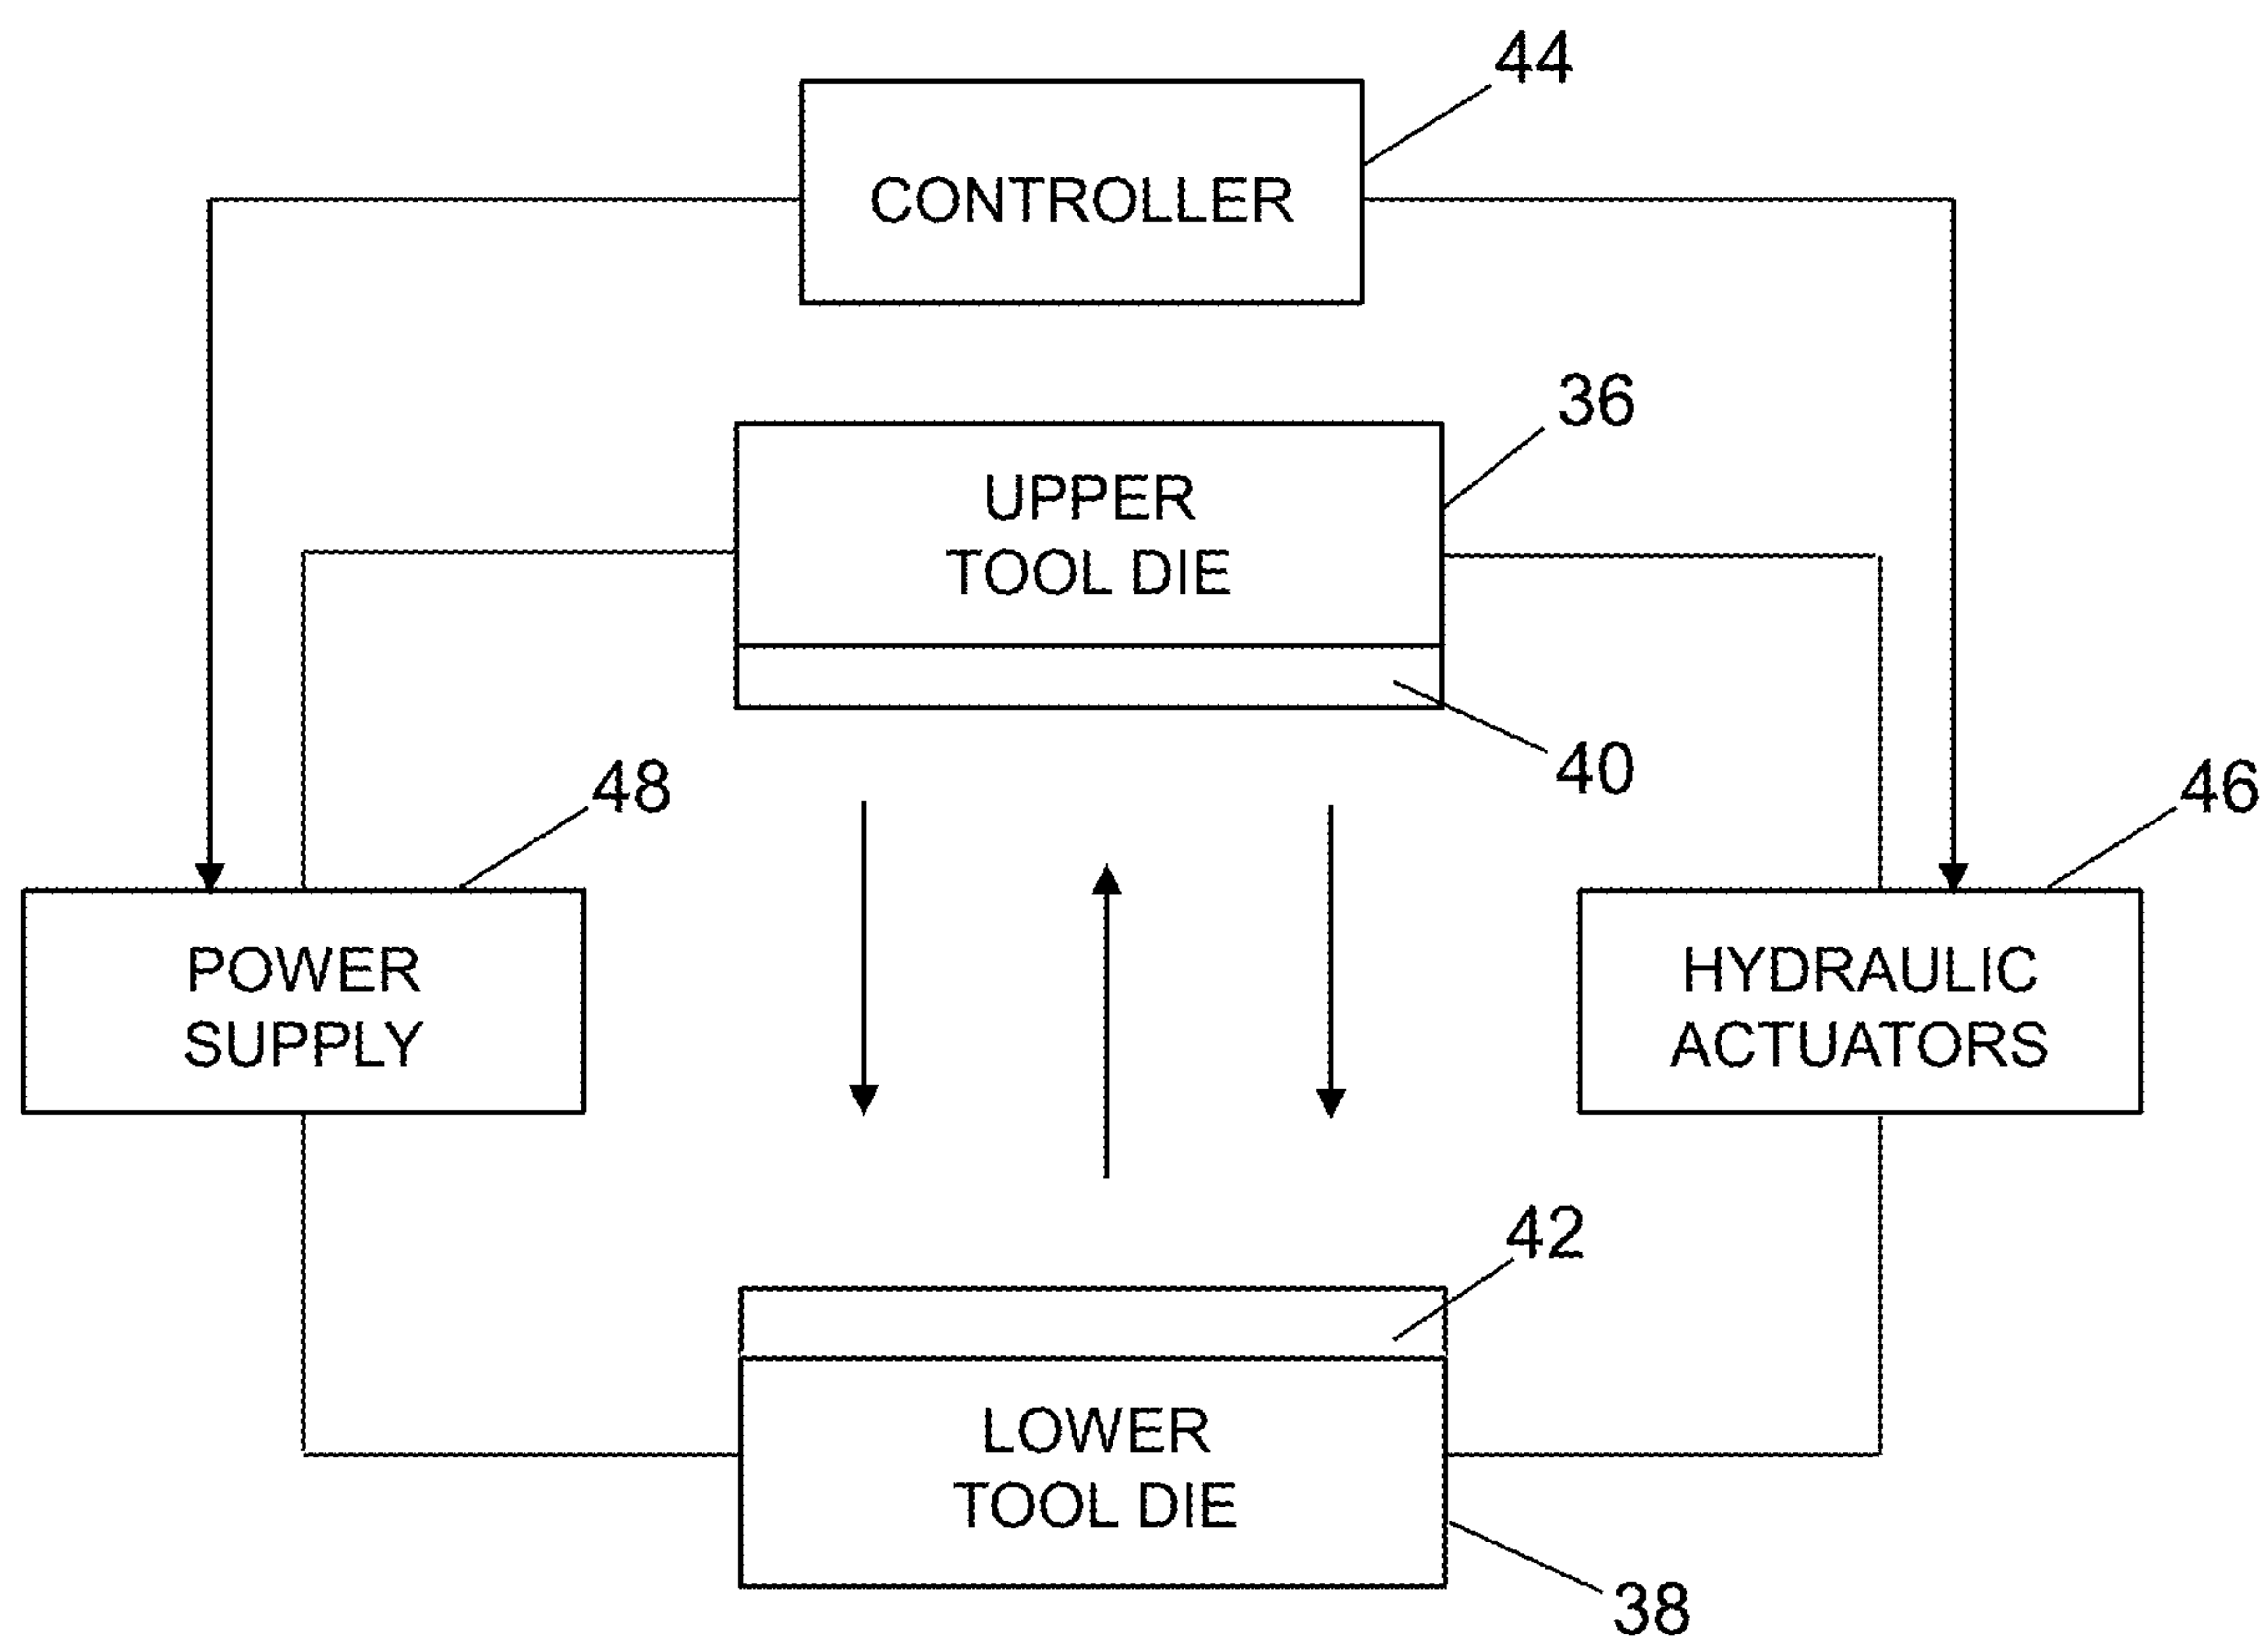 44
CONTROLLER
36
UPPER
TOOL DIE
40
48
46
POWER
SUPPLY
HYDRAULIC
ACTUATORS
42
LOWER
TOOL DIE
38